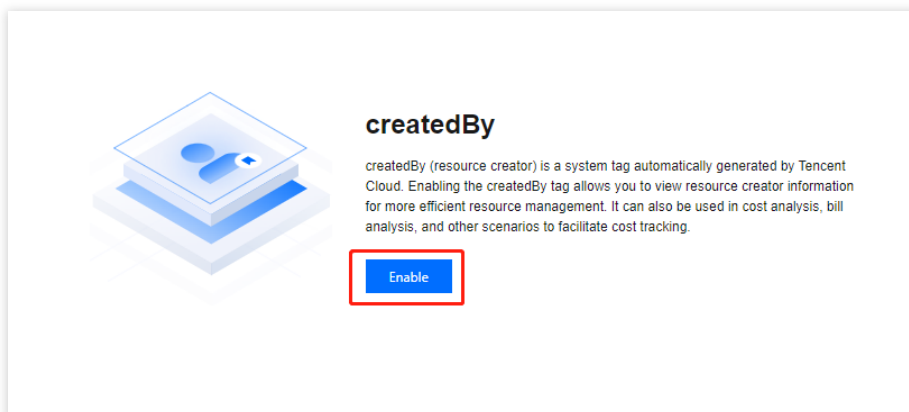 createdBy
createdBy (resource creator) is a system tag automatically generated by Tencent
Cloud. Enabling the createdBy tag allows you to view resource creator information
for more efficient resource management. It can also be used in cost analysis, bill
analysis, and other scenarios to facilitate cost tracking.
Enable